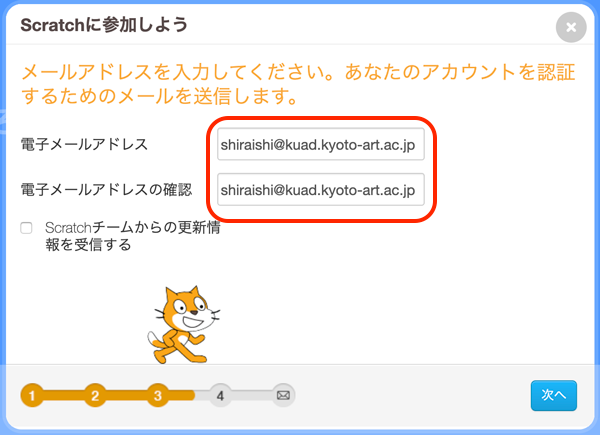 Scratchに参加しよう
メールアドレスを入力してください。あなたのアカウントを認証
するためのメールを送信します。
電子メールアドレス
shiraishi@kuad.kyoto-art.ac.jp
電子メールアドレスの確認
shiraishi@kuad.kyoto-art.ac.jp
Scratchチームからの更新情
報を受信する
1 2 3 4
次へ